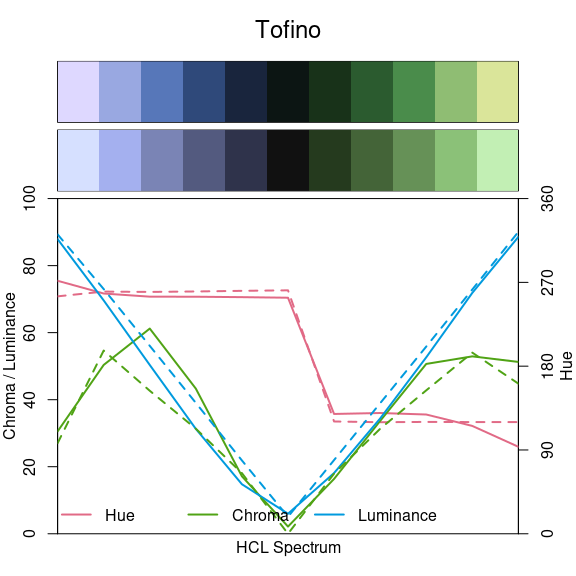 Tofino
100
80
60
40
20
0
Chroma / Luminance
360
270
180
90
0
Hue
Hue Chroma Luminance
HCL Spectrum